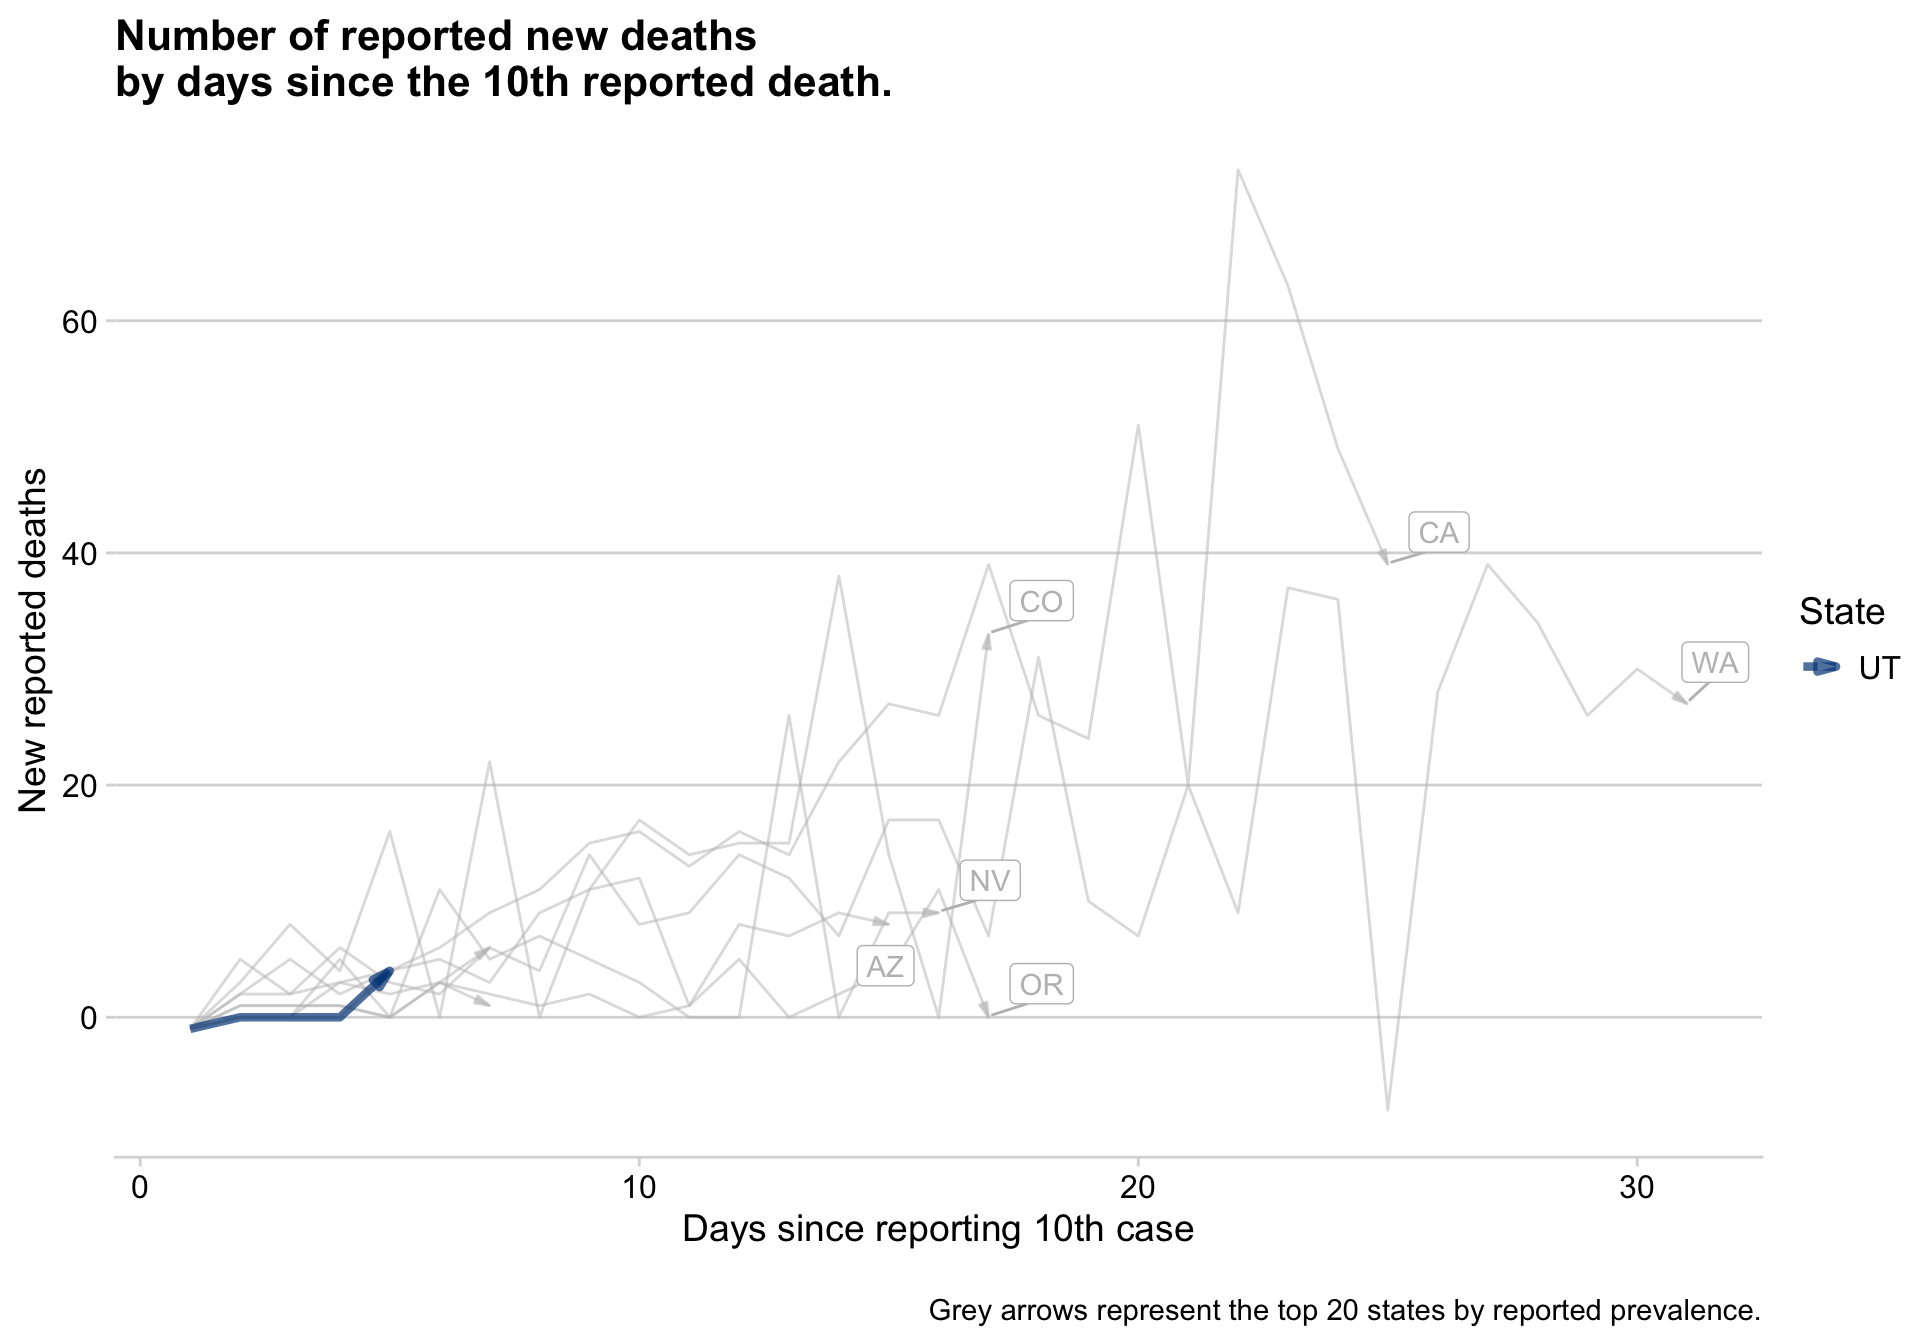 Number of reported new deaths
by days since the 10th reported death.
New reported deaths
60
40
20
0
CA
CO
WA
NV
AZ
OR
State
UT
0 10 20 30
Days since reporting 10th case
Grey arrows represent the top 20 states by reported prevalence.